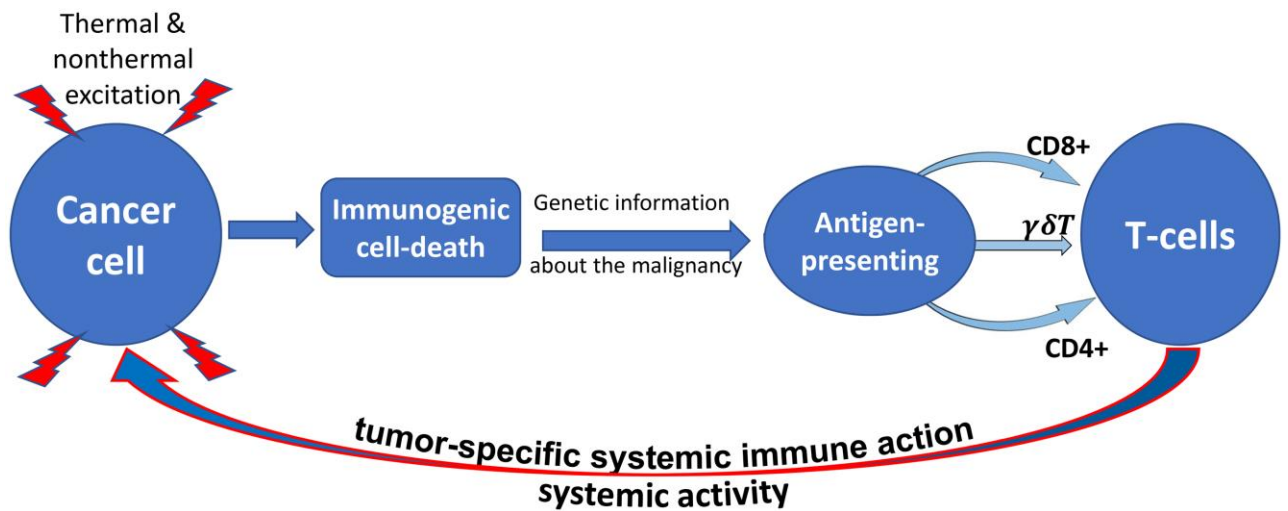 Thermal &
nonthermal
excitation
Cancer
cell
Immunogenic
cell-death
Genetic information
about the malignancy
Antigen-
presenting
CD8+
γδT
CD4+
T-cells
tumor-specific systemic immune action
systemic activity